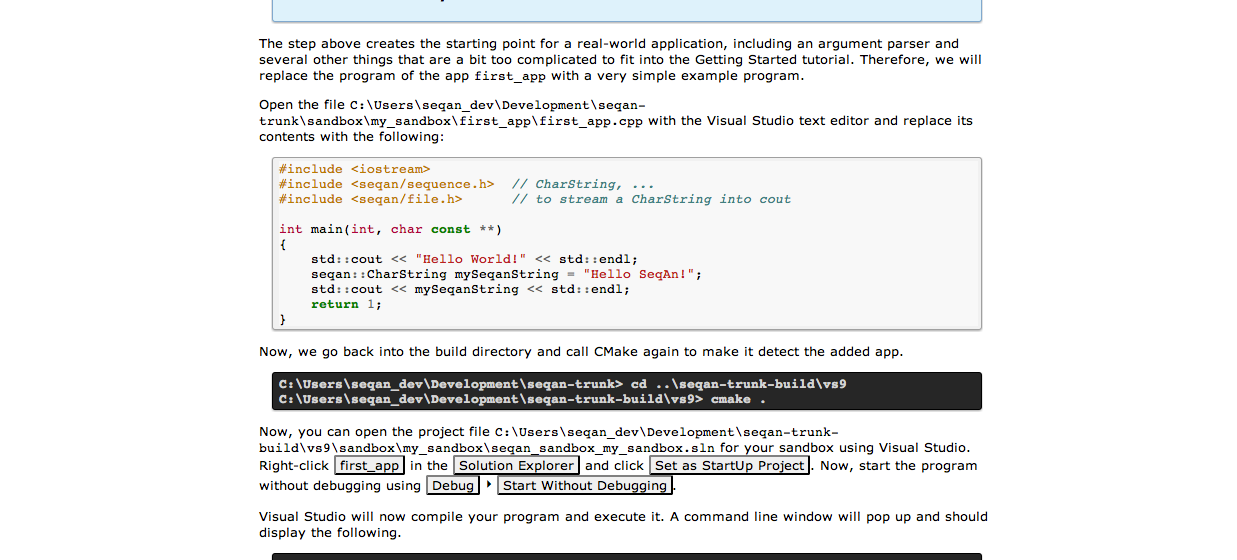 The step above creates the starting point for a real-world application, including an argument parser and
several other things that are a bit too complicated to fit into the Getting Started tutorial. Therefore, we will
replace the program of the app first_app with a very simple example program.
Open the file C:\Users\seqan_dev\Development\seqan-
trunk\sandbox\my_sandbox\first_app\first_app.cpp with the Visual Studio text editor and replace its
contents with the following:
#include <iostream>
#include <seqan/sequence.h>  // CharString, ...
#include <seqan/file.h>      // to stream a CharString into cout
int main(int, char const **)
{
    std::cout << "Hello World!" << std::endl;
    seqan::CharString mySeqanString = "Hello SeqAn!";
    std::cout << mySeqanString << std::endl;
    return 1;
}
Now, we go back into the build directory and call CMake again to make it detect the added app.
C:\Users\seqan_dev\Development\seqan-trunk> cd ..\seqan-trunk-build\vs9
C:\Users\seqan_dev\Development\seqan-trunk-build\vs9> cmake .
Now, you can open the project file C:\Users\seqan_dev\Development\seqan-trunk-
build\vs9\sandbox\my_sandbox\seqan_sandbox_my_sandbox.sln for your sandbox using Visual Studio.
Right-click first_app in the Solution Explorer and click Set as StartUp Project. Now, start the program
without debugging using Debug ‣ Start Without Debugging.
Visual Studio will now compile your program and execute it. A command line window will pop up and should
display the following.